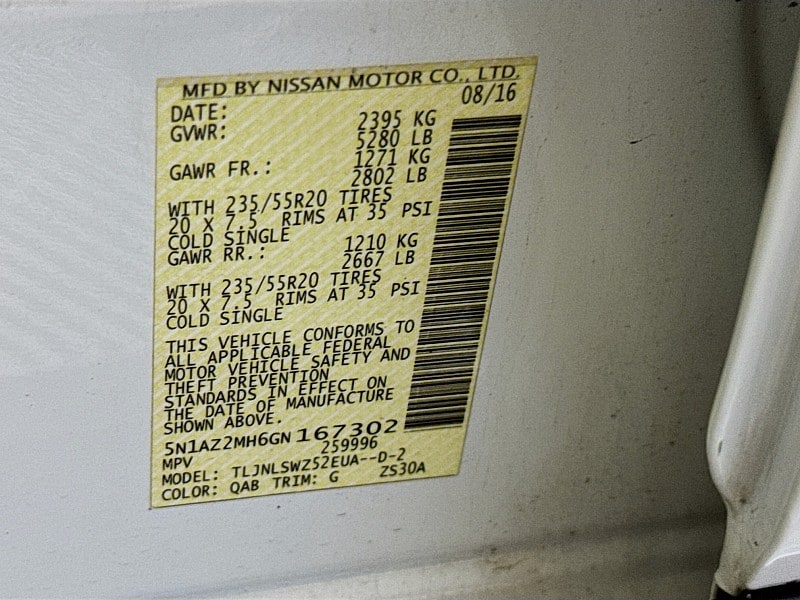 MFD BY NISSAN MOTOR CO., LTD.
DATE: 08/16
GVWR: 2395 KG
5280 LB
GAWR FR.: 1271 KG
2802 LB
WITH 235/55R20 TIRES
20 X 7.5 RIMS AT 35 PSI
COLD SINGLE
GAWR RR.: 1210 KG
2667 LB
WITH 235/55R20 TIRES
20 X 7.5 RIMS AT 35 PSI
COLD SINGLE
THIS VEHICLE CONFORMS TO
ALL APPLICABLE FEDERAL
MOTOR VEHICLE SAFETY AND
THEFT PREVENTION
STANDARDS IN EFFECT ON
THE DATE OF MANUFACTURE
SHOWN ABOVE.
5N1AZ2MH6GN167302
MPV 259996
MODEL: TLJNLSWZ52EUA--D-2
COLOR: QAB TRIM: G ZS30A